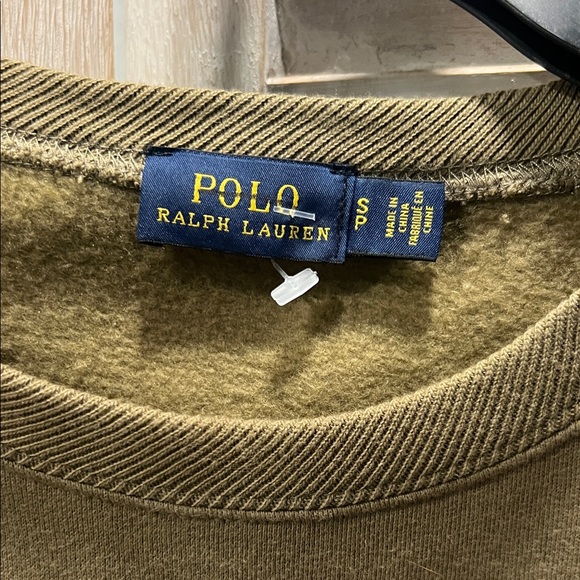 POLO
RALPH LAUREN
S
P
MADE IN
CHINA
FABRIQUÉ EN
CHINE